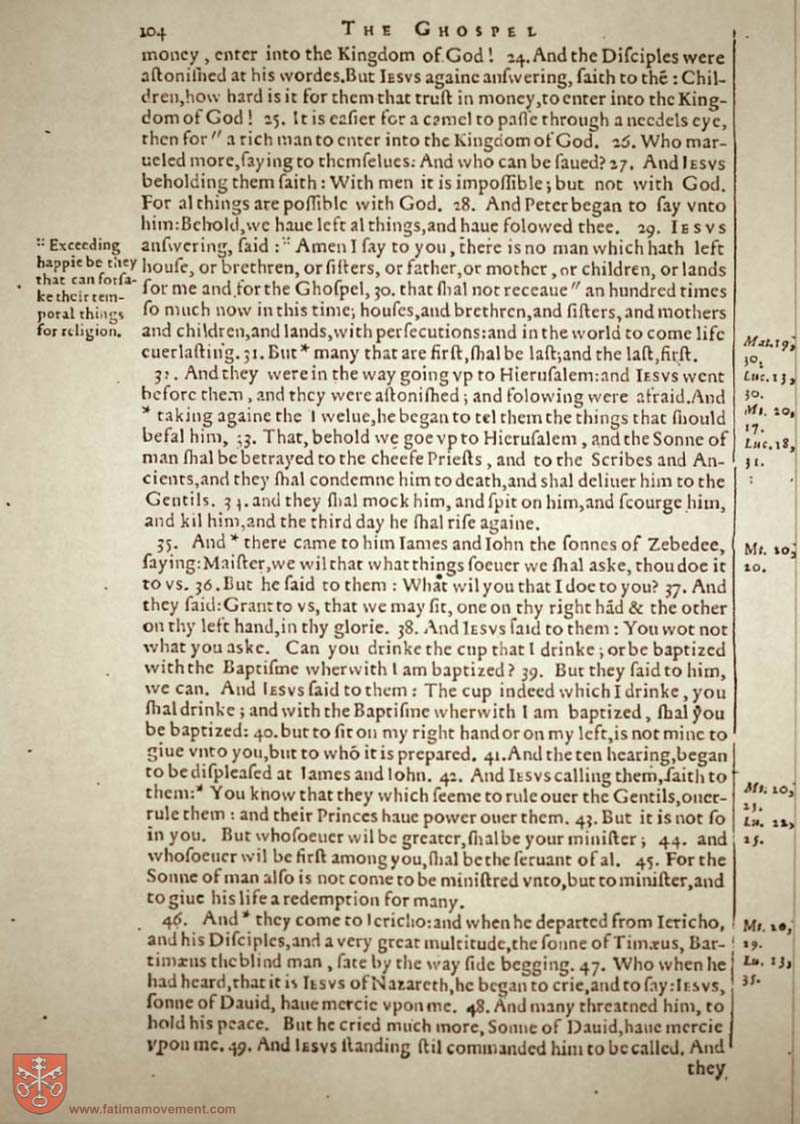 104 THE GHOSPEL
money, enter into the Kingdom of God! 24. And the Diſciples were
aſtoniſhed at his wordes. But IESVS againe anſwering, ſaith to thē: Chil-
dren, how hard is it for them that truſt in money, to enter into the King-
dom of God! 25. It is eaſier for a camel to paſſe through a needels eye,
then for " a rich man to enter into the Kingdom of God. 26. Who mar-
ueled more, ſaying to themſelues: And who can be ſaued? 27. And IESVS
beholding them ſaith: With men it is impoſſible; but not with God.
For al things are poſſible with God. 28. And Peter began to ſay vnto
him: Behold, we haue left al things, and haue folowed thee. 29. IESVS
anſwering, ſaid :" Amen I ſay to you, there is no man which hath left
houſe, or brethren, or ſiſters, or father, or mother, or children, or lands
for me and for the Ghoſpel, 30. that ſhal not receaue " an hundred times
ſo much now in this time; houſes, and brethren, and ſiſters, and mothers
and children, and lands, with perſecutions: and in the world to come life
euerlaſting. 31. But * many that are firſt, ſhal be laſt; and the laſt, firſt.
32. And they were in the way going vp to Hieruſalem: and IESVS went
before them, and they were aſtoniſhed; and folowing were afraid. And
* taking againe the Twelue, he began to tel them the things that ſhould
befal him, 33. That, behold we goe vp to Hieruſalem, and the Sonne of
man ſhal be betrayed to the cheefe Prieſts, and to the Scribes and An-
cients, and they ſhal condemne him to death, and shal deliuer him to the
Gentils. 34. and they ſhal mock him, and ſpit on him, and ſcourge him,
and kil him, and the third day he ſhal riſe againe.
35. And * there came to him Iames and Iohn the ſonnes of Zebedee,
ſaying: Maiſter, we wil that what things ſoeuer we ſhal aske, thou doe it
to vs. 36. But he ſaid to them: What wil you that I doe to you? 37. And
they ſaid: Grant to vs, that we may ſit, one on thy right hād & the other
on thy left hand, in thy glorie. 38. And IESVS ſaid to them: You wot not
what you aske. Can you drinke the cup that I drinke; or be baptized
with the Baptiſme wherwith I am baptized? 39. But they ſaid to him,
we can. And IESVS ſaid to them: The cup indeed which I drinke, you
ſhal drinke; and with the Baptiſme wherwith I am baptized, ſhal you
be baptized: 40. but to ſit on my right hand or on my left, is not mine to
giue vnto you, but to whō it is prepared. 41. And the ten hearing, began
to be diſpleaſed at Iames and Iohn. 42. And IESVS calling them, ſaith to
them: * You know that they which ſeeme to rule ouer the Gentils, ouer-
rule them: and their Princes haue power ouer them. 43. But it is not ſo
in you. But whoſoeuer wil be greater, ſhal be your miniſter; 44. and
whoſoeuer wil be firſt among you, ſhal be the ſeruant of al. 45. For the
Sonne of man alſo is not come to be miniſtred vnto, but to miniſter, and
to giue his life a redemption for many.
46. And * they come to Iericho: and when he departed from Iericho,
and his Diſciples, and a very great multitude, the ſonne of Timæus, Bar-
timæus the blind man, ſate by the way ſide begging. 47. Who when he
had heard, that it is IESVS of Nazareth, he began to crie, and to ſay: IESVS,
ſonne of Dauid, haue mercie vpon me. 48. And many threatned him, to
hold his peace. But he cried much more, Sonne of Dauid, haue mercie
vpon me. 49. And IESVS ſtanding ſtil commanded him to be called. And
they
:: Exceeding
happie be they
that can forſa-
ke their tem-
poral things
for religion.
Mat. 19,
30.
Luc. 13,
30.
Mt. 20,
17.
Luc. 18,
31.
Mt. 20,
20.
Mt. 20,
25.
Lu. 22,
25.
Mt. 20,
29.
Lu. 13,
35.
www.fatimamovement.com